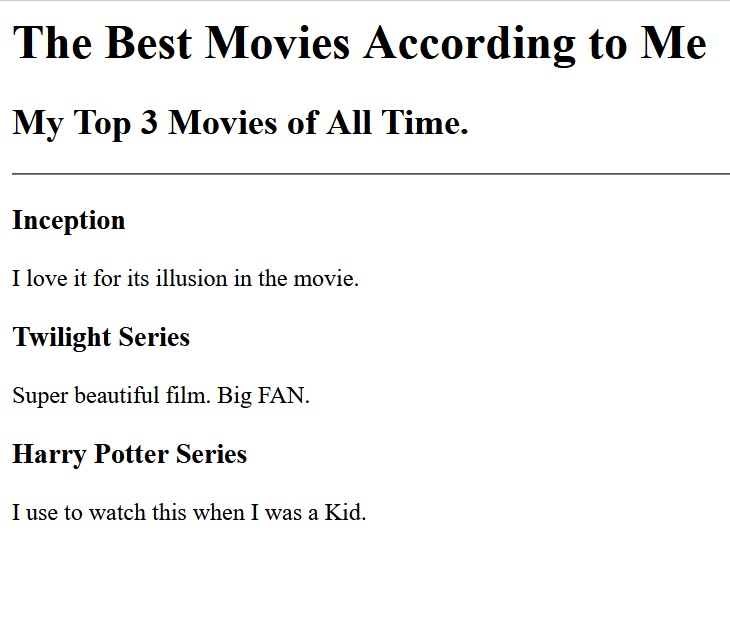 The Best Movies According to Me
My Top 3 Movies of All Time.
Inception
I love it for its illusion in the movie.
Twilight Series
Super beautiful film. Big FAN.
Harry Potter Series
I use to watch this when I was a Kid.